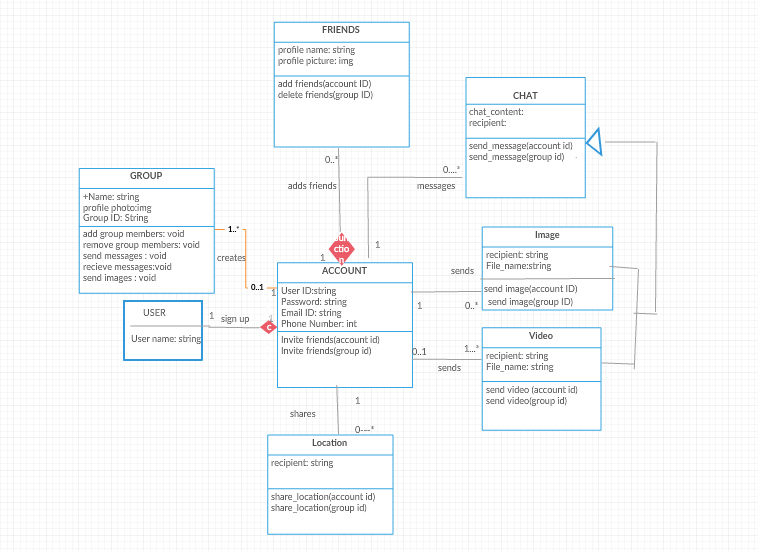 FRIENDS
profile name: string
profile picture: img
add friends(account ID)
delete friends(group ID)
0..*
adds friends
1
CHAT
chat_content:
recipient:
send_message(account id)
send_message(group id)
0....*
messages
1
GROUP
+Name: string
profile photo:img
Group ID: String
add group members: void
remove group members: void
send messages : void
recieve messages:void
send images : void
1..*
creates
0..1
1
ctio
ACCOUNT
User ID:string
Password: string
Email ID: string
Phone Number: int
Invite friends(account id)
Invite friends(group id)
USER
User name: string
1
sign up
1
c
Image
recipient: string
File_name:string
send image(account ID)
send image(group ID)
sends
1
0..*
Video
recipient: string
File_name: string
send video (account id)
send video(group id)
0..1
1...*
sends
1
shares
0---*
Location
recipient: string
share_location(account id)
share_location(group id)